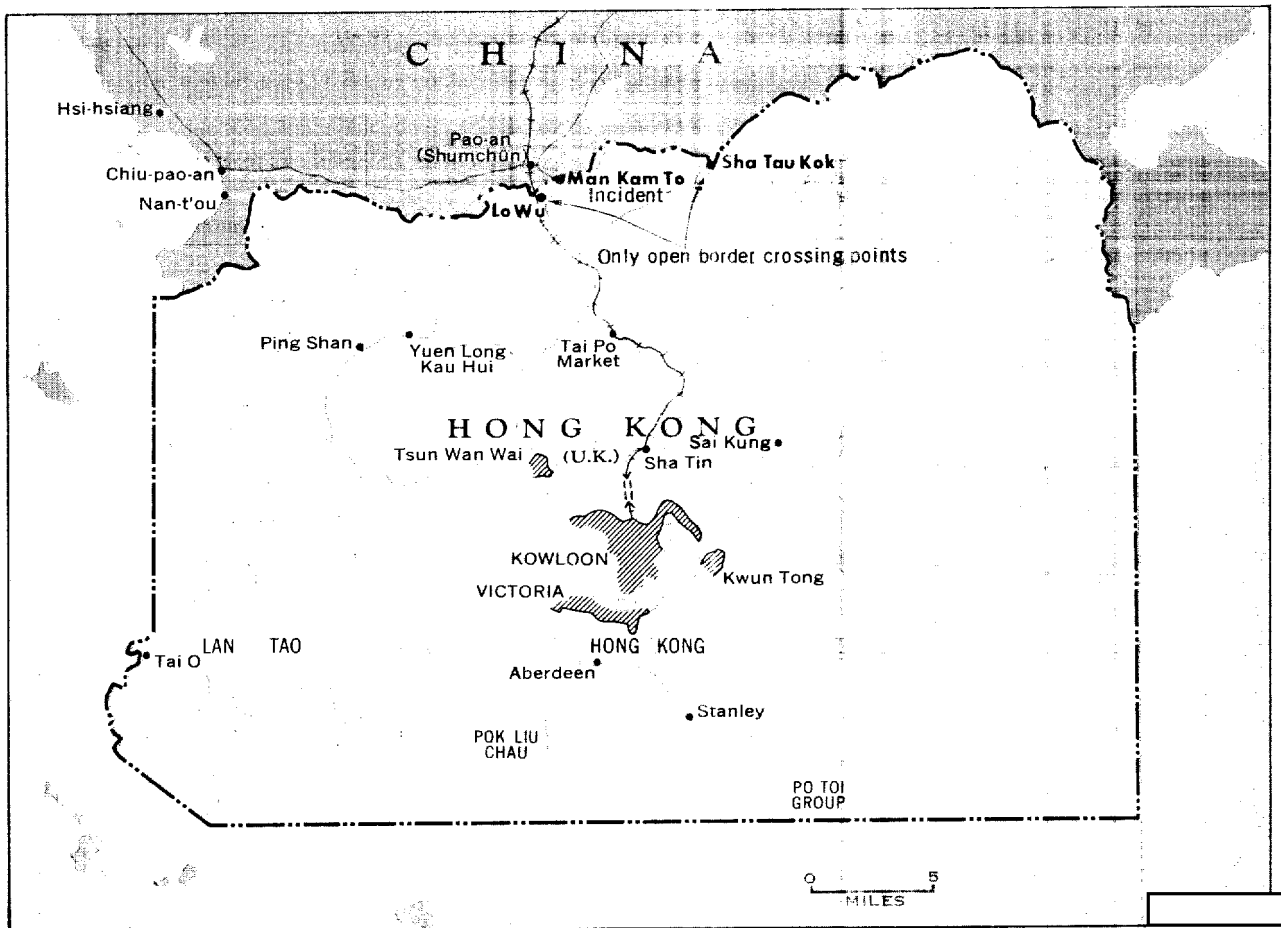 CHINA
Hsi-hsiang
Pao-an
(Shumchün)
Sha Tau Kok
Chiu-pao-an
Man Kam To
Incident
Nan-t'ou
Lo Wu
Only open border crossing points
Ping Shan
Yuen Long
Kau Hui
Tai Po
Market
HONG KONG
(U.K.)
Tsun Wan Wai
Sai Kung
Sha Tin
KOWLOON
Kwun Tong
VICTORIA
LAN TAO
HONG KONG
Tai O
Aberdeen
Stanley
POK LIU
CHAU
PO TOI
GROUP
0 5
MILES